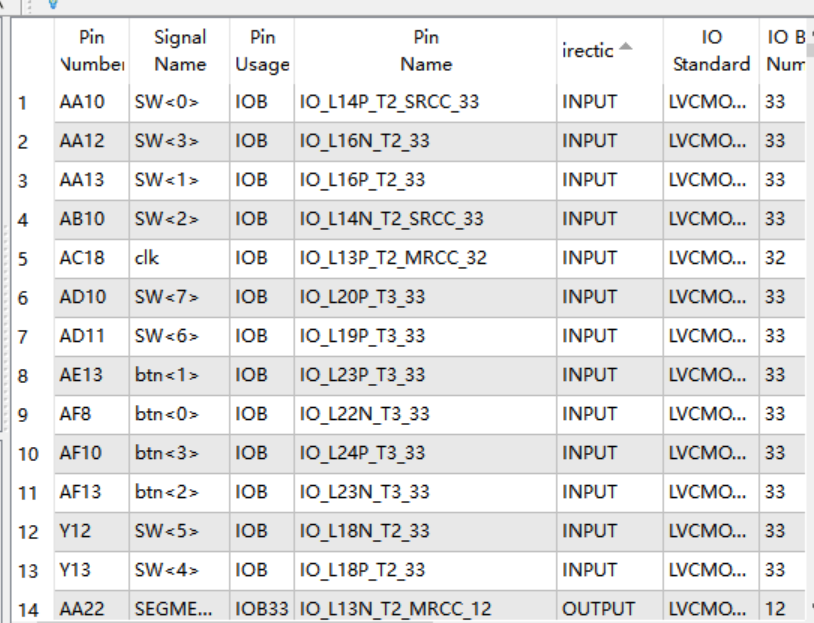 Pin Number Signal Name Pin Usage Pin Name irectic IO Standard IO B Num
1 AA10 SW<0> IOB IO_L14P_T2_SRCC_33 INPUT LVCMO... 33
2 AA12 SW<3> IOB IO_L16N_T2_33 INPUT LVCMO... 33
3 AA13 SW<1> IOB IO_L16P_T2_33 INPUT LVCMO... 33
4 AB10 SW<2> IOB IO_L14N_T2_SRCC_33 INPUT LVCMO... 33
5 AC18 clk IOB IO_L13P_T2_MRCC_32 INPUT LVCMO... 32
6 AD10 SW<7> IOB IO_L20P_T3_33 INPUT LVCMO... 33
7 AD11 SW<6> IOB IO_L19P_T3_33 INPUT LVCMO... 33
8 AE13 btn<1> IOB IO_L23P_T3_33 INPUT LVCMO... 33
9 AF8 btn<0> IOB IO_L22N_T3_33 INPUT LVCMO... 33
10 AF10 btn<3> IOB IO_L24P_T3_33 INPUT LVCMO... 33
11 AF13 btn<2> IOB IO_L23N_T3_33 INPUT LVCMO... 33
12 Y12 SW<5> IOB IO_L18N_T2_33 INPUT LVCMO... 33
13 Y13 SW<4> IOB IO_L18P_T2_33 INPUT LVCMO... 33
14 AA22 SEGME... IOB33 IO_L13N_T2_MRCC_12 OUTPUT LVCMO... 12